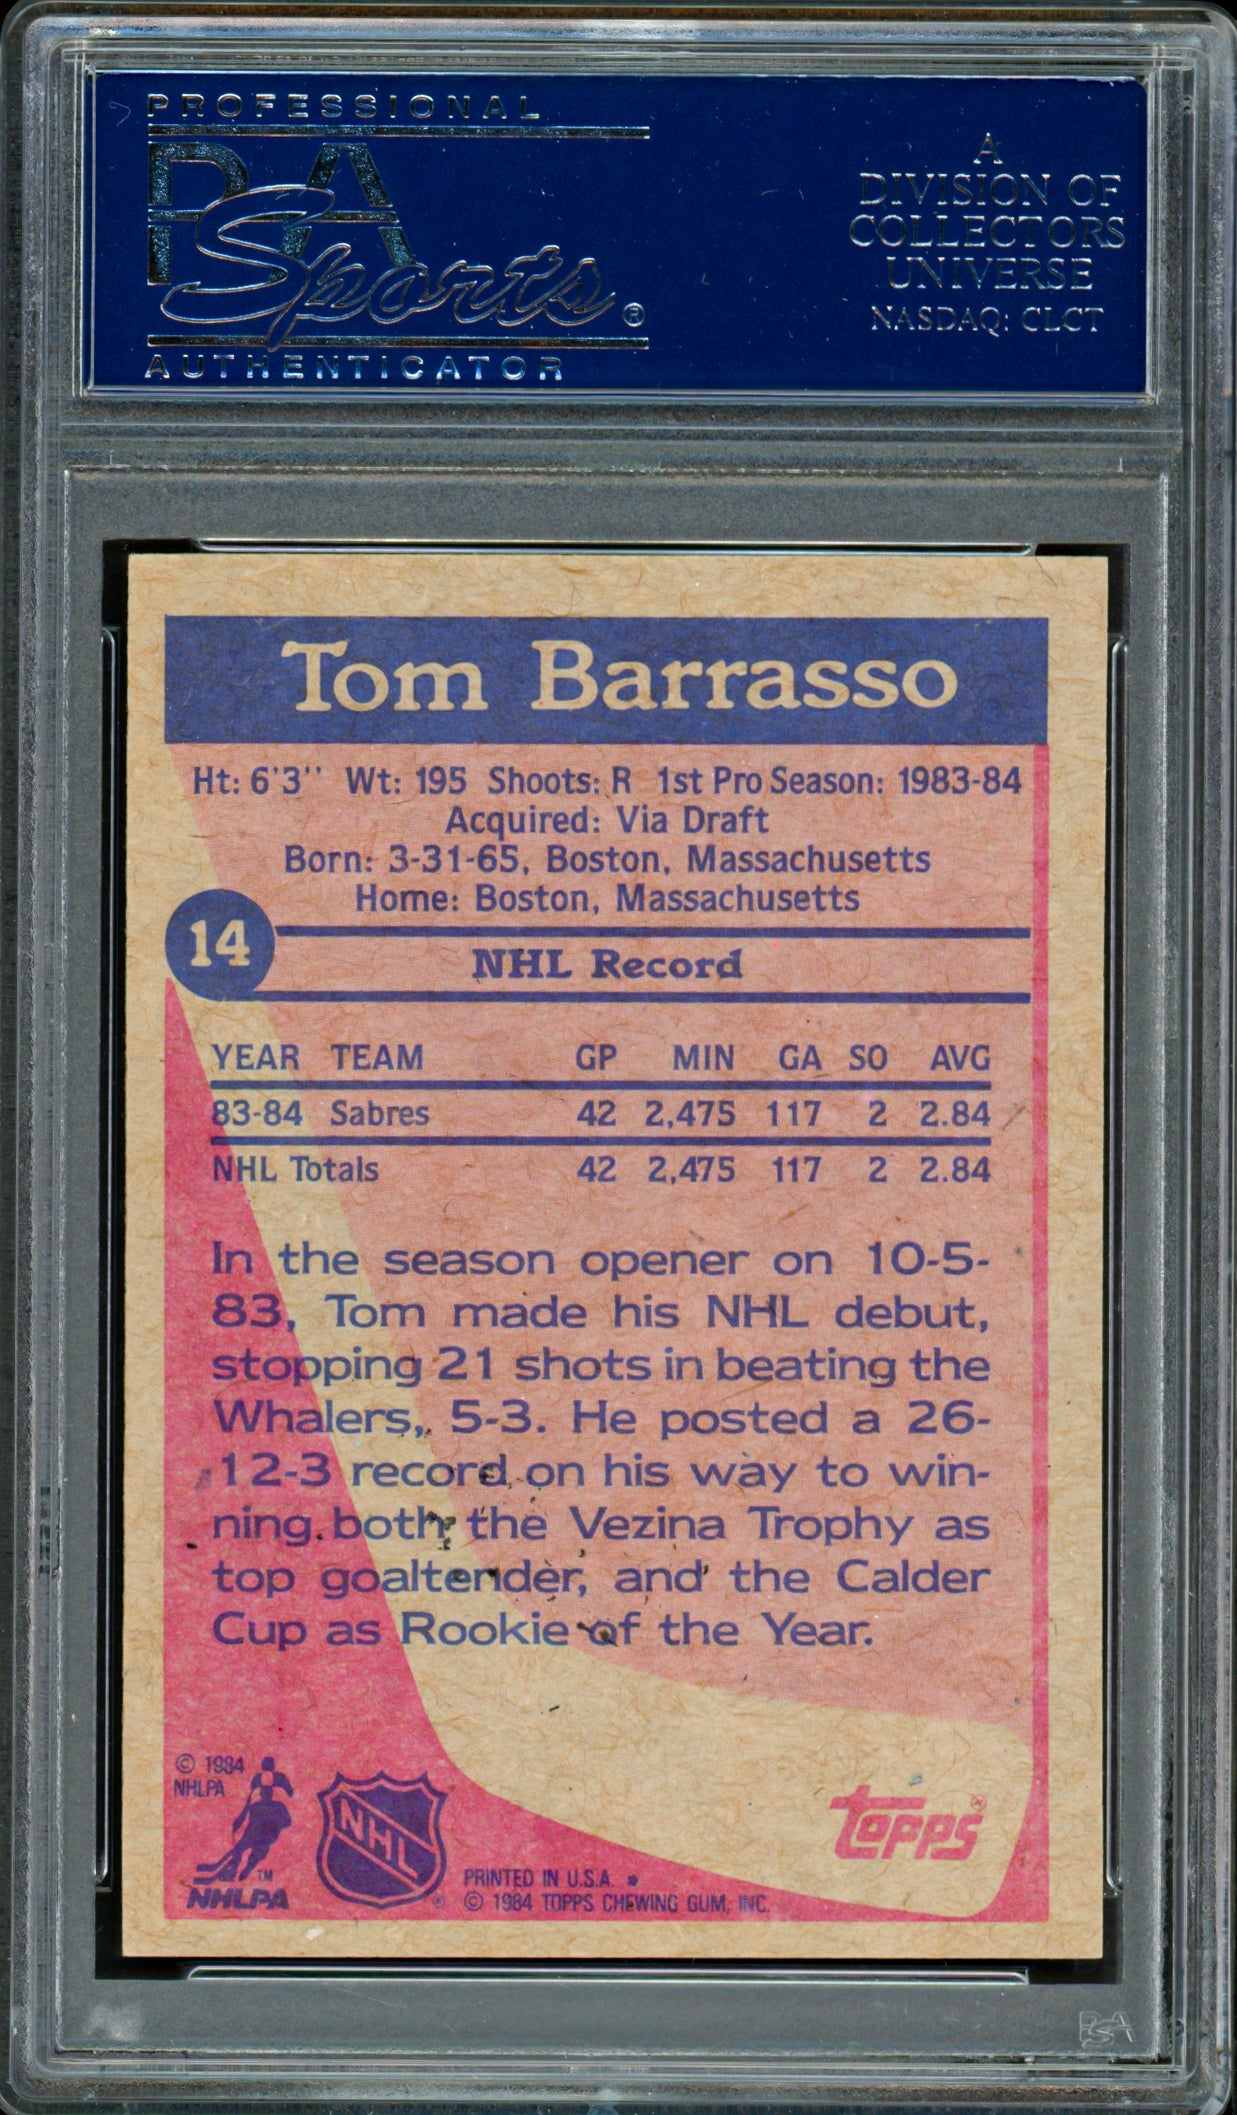 PROFESSIONAL
PSA
Sports ®
AUTHENTICATOR
A
DIVISION OF
COLLECTORS
UNIVERSE
NASDAQ: CLCT
Tom Barrasso
Ht: 6'3'' Wt: 195 Shoots: R 1st Pro Season: 1983-84
Acquired: Via Draft
Born: 3-31-65, Boston, Massachusetts
Home: Boston, Massachusetts
14
NHL Record
YEAR TEAM GP MIN GA SO AVG
83-84 Sabres 42 2,475 117 2 2.84
NHL Totals 42 2,475 117 2 2.84
In the season opener on 10-5-
83, Tom made his NHL debut,
stopping 21 shots in beating the
Whalers, 5-3. He posted a 26-
12-3 record on his way to win-
ning both the Vezina Trophy as
top goaltender, and the Calder
Cup as Rookie of the Year.
© 1984
NHLPA
TM
NHLPA
NHL
®
PRINTED IN U.S.A. *
© 1984 TOPPS CHEWING GUM, INC.
topps ®
PSA